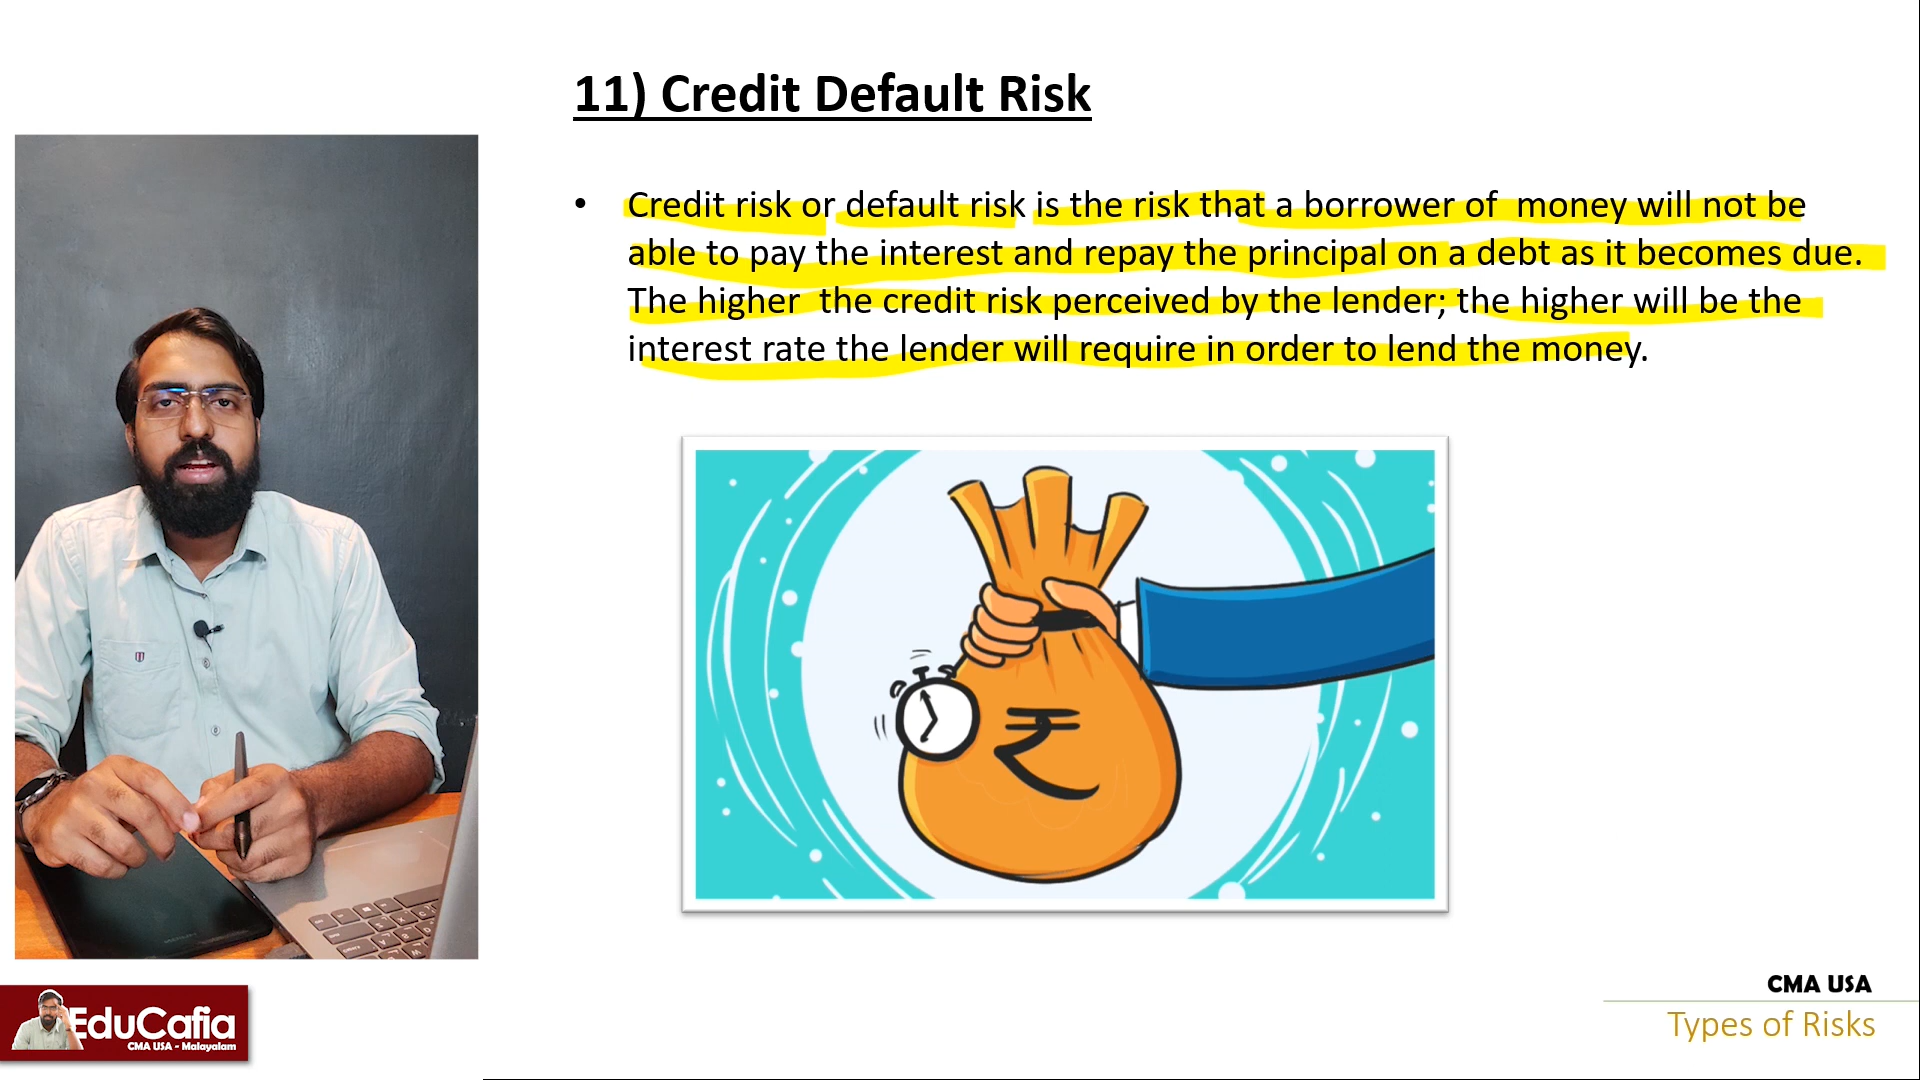 11) Credit Default Risk
• Credit risk or default risk is the risk that a borrower of money will not be
able to pay the interest and repay the principal on a debt as it becomes due.
The higher the credit risk perceived by the lender; the higher will be the
interest rate the lender will require in order to lend the money.
₹
EduCafia
CMA USA - Malayalam
CMA USA
Types of Risks